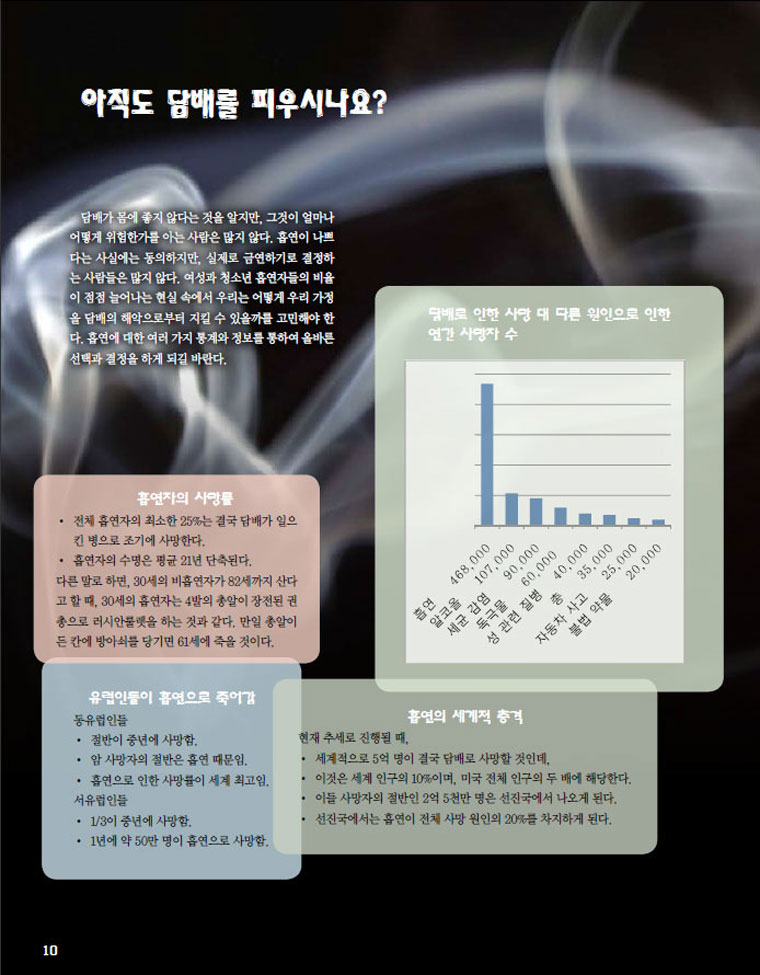 아직도 담배를 피우시나요?
담배가 몸에 좋지 않다는 것을 알지만, 그것이 얼마나
어떻게 위험한가를 아는 사람은 많지 않다. 흡연이 나쁘
다는 사실에는 동의하지만, 실제로 금연하기로 결정하
는 사람들은 많지 않다. 여성과 청소년 흡연자들의 비율
이 점점 늘어나는 현실 속에서 우리는 어떻게 우리 가정
을 담배의 해악으로부터 지킬 수 있을까를 고민해야 한
다. 흡연에 대한 여러 가지 통계와 정보를 통하여 올바른
선택과 결정을 하게 되길 바란다.
담배로 인한 사망 대 다른 원인으로 인한
연간 사망자 수
흡연 468,000
알코올 107,000
세균 감염 90,000
독극물 60,000
성 관련 질병 40,000
총 35,000
자동차 사고 25,000
불법 약물 20,000
흡연자의 사망률
• 전체 흡연자의 최소한 25%는 결국 담배가 일으
킨 병으로 조기에 사망한다.
• 흡연자의 수명은 평균 21년 단축된다.
다른 말로 하면, 30세의 비흡연자가 82세까지 산다
고 할 때, 30세의 흡연자는 4발의 총알이 장전된 권
총으로 러시안룰렛을 하는 것과 같다. 만일 총알이
든 칸에 방아쇠를 당기면 61세에 죽을 것이다.
유럽인들이 흡연으로 죽어감
동유럽인들
• 절반이 중년에 사망함.
• 암 사망자의 절반은 흡연 때문임.
• 흡연으로 인한 사망률이 세계 최고임.
서유럽인들
• 1/3이 중년에 사망함.
• 1년에 약 50만 명이 흡연으로 사망함.
흡연의 세계적 충격
현재 추세로 진행될 때,
• 세계적으로 5억 명이 결국 담배로 사망할 것인데,
• 이것은 세계 인구의 10%이며, 미국 전체 인구의 두 배에 해당한다.
• 이들 사망자의 절반인 2억 5천만 명은 선진국에서 나오게 된다.
• 선진국에서는 흡연이 전체 사망 원인의 20%를 차지하게 된다.
10